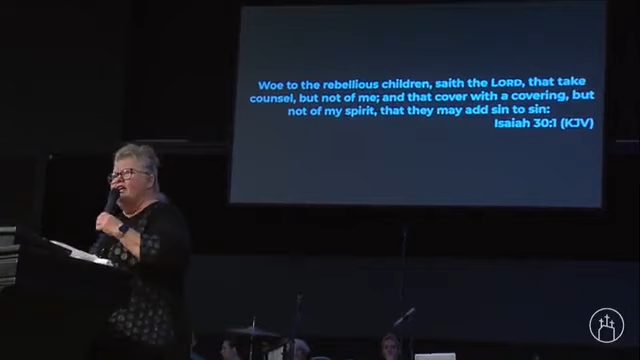 Woe to the rebellious children, saith the LORD, that take
counsel, but not of me; and that cover with a covering, but
not of my spirit, that they may add sin to sin:
Isaiah 30:1 (KJV)